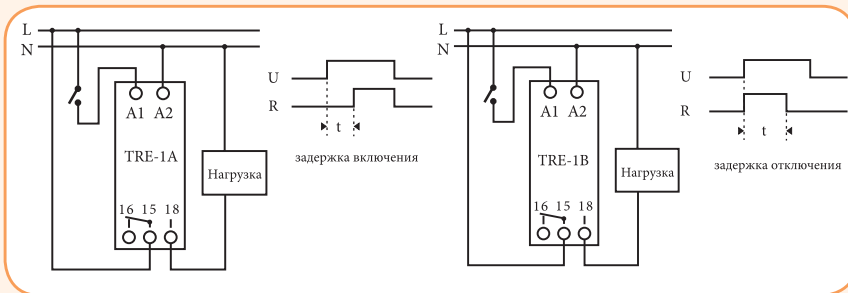 L
N
A1 A2
TRE-1A
16 15 18
Нагрузка
U
R
t
задержка включения
L
N
A1 A2
TRE-1B
16 15 18
Нагрузка
U
R
t
задержка отключения